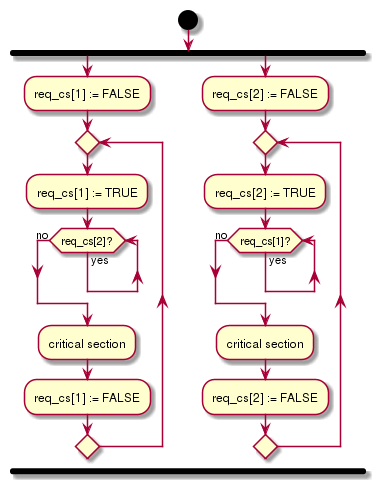 req_cs[1] := FALSE
req_cs[1] := TRUE
no
req_cs[2]?
yes
critical section
req_cs[1] := FALSE
req_cs[2] := FALSE
req_cs[2] := TRUE
no
req_cs[1]?
yes
critical section
req_cs[2] := FALSE